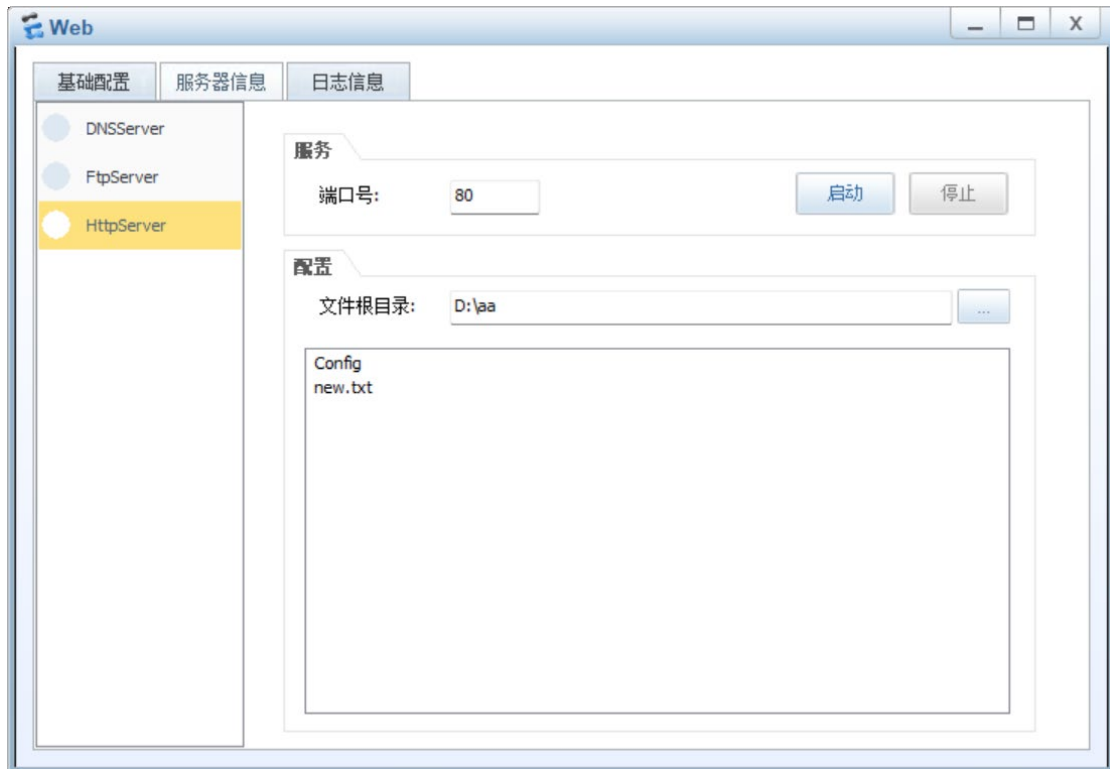 Web
X
基础配置 服务器信息 日志信息
DNSServer
FtpServer
HttpServer
服务
端口号: 80 启动 停止
配置
文件根目录: D:\aa ...
Config
new.txt